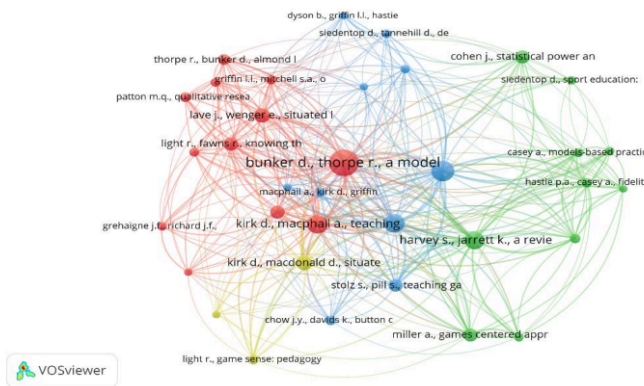 dyson b., griffin l.l., hastie
siedentop d., tannehill d., de
thorpe r., bunker d., almond l
cohen j., statistical power an
griffin l.l., mitchell s.a., o
siedentop d., sport education:
patton m.q., qualitative resea
lave j., wenger e., situated l
light r., fawns r., knowing th
casey a., models-based practic
bunker d., thorpe r., a model
hastie p.a., casey a., fidelit
macphail a., kirk d., griffin
grehaigne j.f., richard j.f.,
kirk d., macphail a., teaching
harvey s., jarrett k., a revie
kirk d., macdonald d., situate
stolz s., pill s., teaching ga
chow j.y., davids k., button c
miller a., games centered appr
light r., game sense: pedagogy
VOSviewer